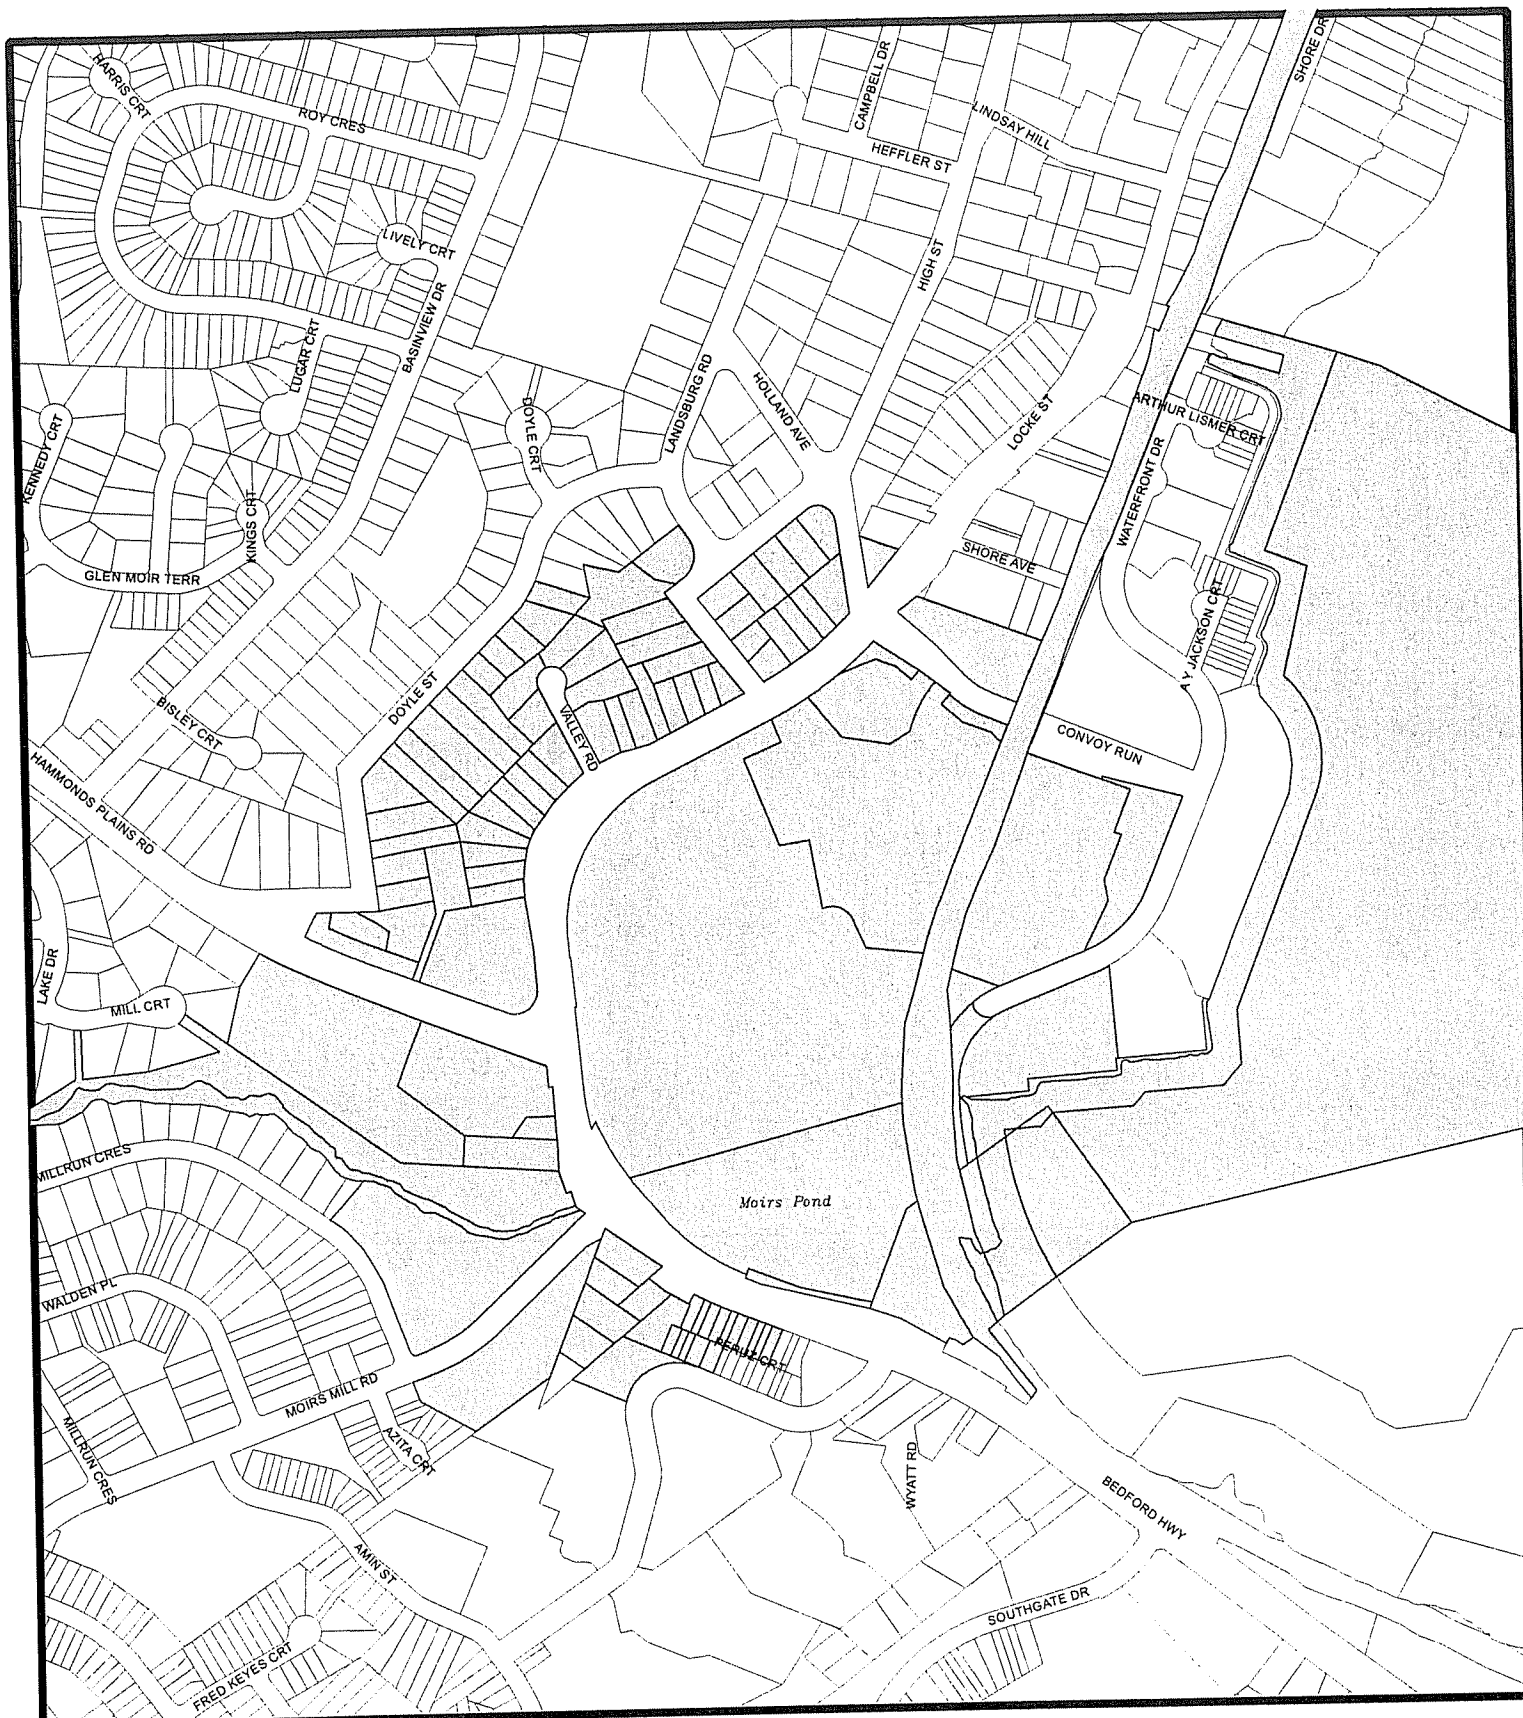 SHORE DR
HARRIS CRT
ROY CRES
CAMPBELL DR
LINDSAY HILL
HEFFLER ST
LIVELY CRT
HIGH ST
BASINVIEW DR
LUGAR CRT
LANDSBURG RD
HOLLAND AVE
DOYLE CRT
LOCKE ST
ARTHUR LISMER CRT
KENNEDY CRT
KINGS CRT
WATERFRONT DR
GLEN MOIR TERR
SHORE AVE
A Y JACKSON CRT
DOYLE ST
BISLEY CRT
VALLEY RD
CONVOY RUN
HAMMONDS PLAINS RD
LAKE DR
MILL CRT
MILLRUN CRES
Moirs Pond
WALDEN PL
PERUZ CRT
MOIRS MILL RD
MILLRUN CRES
AZITA CRT
WYATT RD
BEDFORD HWY
AMIN ST
SOUTHGATE DR
FRED KEYES CRT